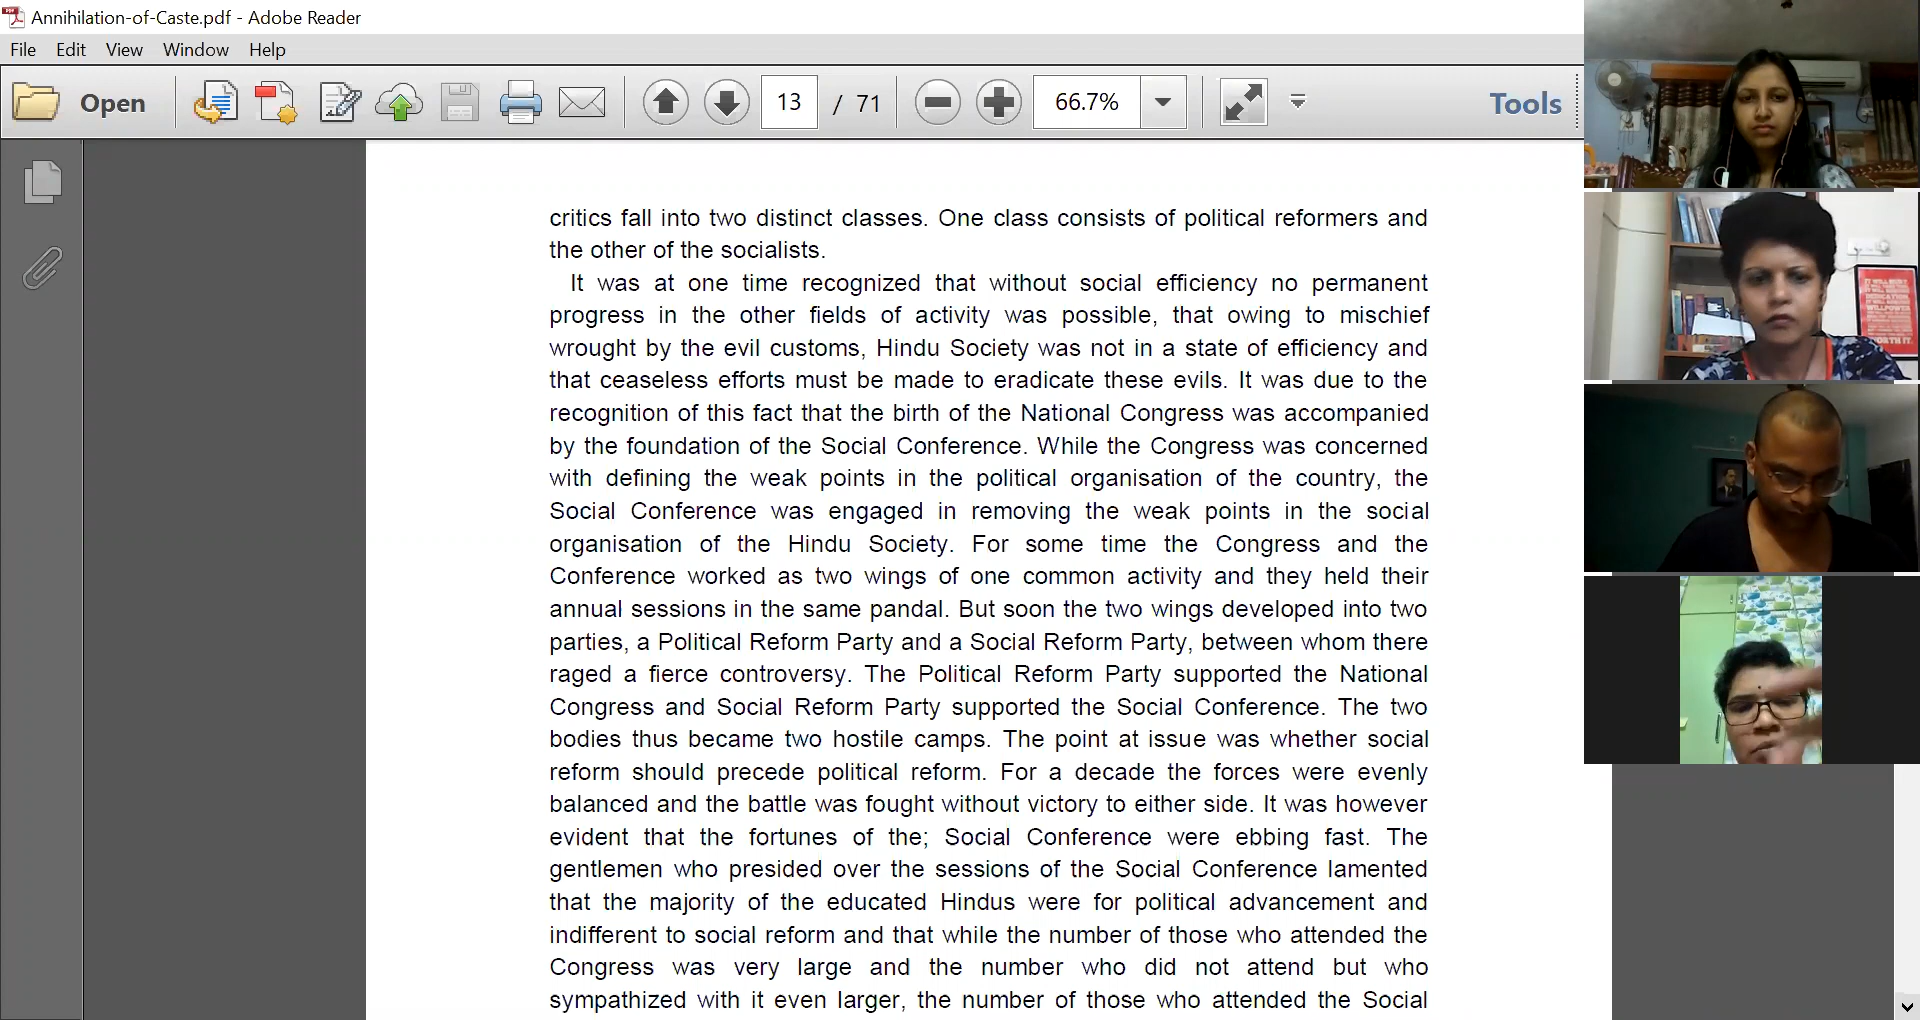 Annihilation-of-Caste.pdf - Adobe Reader
File Edit View Window Help
Open 13 / 71 66.7% Tools
critics fall into two distinct classes. One class consists of political reformers and
the other of the socialists.
It was at one time recognized that without social efficiency no permanent
progress in the other fields of activity was possible, that owing to mischief
wrought by the evil customs, Hindu Society was not in a state of efficiency and
that ceaseless efforts must be made to eradicate these evils. It was due to the
recognition of this fact that the birth of the National Congress was accompanied
by the foundation of the Social Conference. While the Congress was concerned
with defining the weak points in the political organisation of the country, the
Social Conference was engaged in removing the weak points in the social
organisation of the Hindu Society. For some time the Congress and the
Conference worked as two wings of one common activity and they held their
annual sessions in the same pandal. But soon the two wings developed into two
parties, a Political Reform Party and a Social Reform Party, between whom there
raged a fierce controversy. The Political Reform Party supported the National
Congress and Social Reform Party supported the Social Conference. The two
bodies thus became two hostile camps. The point at issue was whether social
reform should precede political reform. For a decade the forces were evenly
balanced and the battle was fought without victory to either side. It was however
evident that the fortunes of the; Social Conference were ebbing fast. The
gentlemen who presided over the sessions of the Social Conference lamented
that the majority of the educated Hindus were for political advancement and
indifferent to social reform and that while the number of those who attended the
Congress was very large and the number who did not attend but who
sympathized with it even larger, the number of those who attended the Social